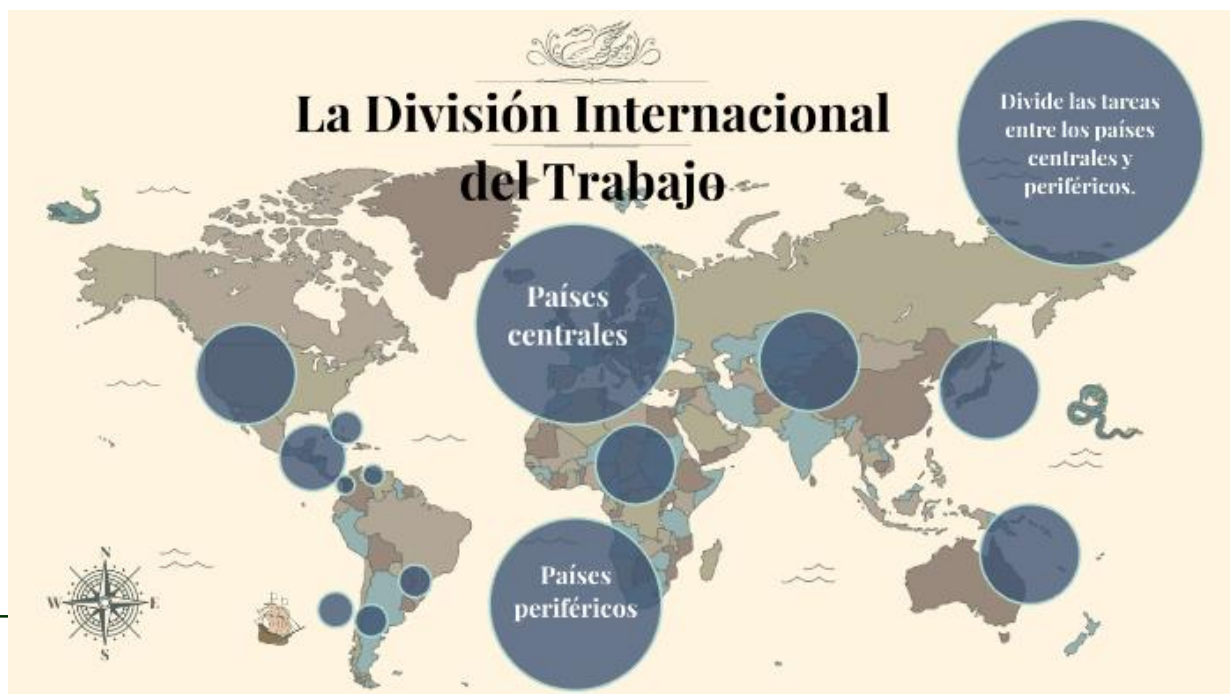 La División Internacional
del Trabajo
Divide las tareas
entre los países
centrales y
periféricos.
Países
centrales
Países
periféricos
N
W
E
S